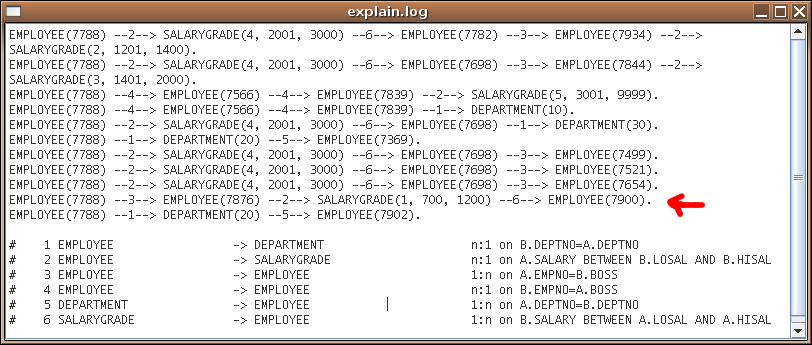 explain.log
EMPLOYEE(7788) --2--> SALARYGRADE(4, 2001, 3000) --6--> EMPLOYEE(7782) --3--> EMPLOYEE(7934) --2-->
SALARYGRADE(2, 1201, 1400).
EMPLOYEE(7788) --2--> SALARYGRADE(4, 2001, 3000) --6--> EMPLOYEE(7698) --3--> EMPLOYEE(7844) --2-->
SALARYGRADE(3, 1401, 2000).
EMPLOYEE(7788) --4--> EMPLOYEE(7566) --4--> EMPLOYEE(7839) --2--> SALARYGRADE(5, 3001, 9999).
EMPLOYEE(7788) --4--> EMPLOYEE(7566) --4--> EMPLOYEE(7839) --1--> DEPARTMENT(10).
EMPLOYEE(7788) --2--> SALARYGRADE(4, 2001, 3000) --6--> EMPLOYEE(7698) --1--> DEPARTMENT(30).
EMPLOYEE(7788) --1--> DEPARTMENT(20) --5--> EMPLOYEE(7369).
EMPLOYEE(7788) --2--> SALARYGRADE(4, 2001, 3000) --6--> EMPLOYEE(7698) --3--> EMPLOYEE(7499).
EMPLOYEE(7788) --2--> SALARYGRADE(4, 2001, 3000) --6--> EMPLOYEE(7698) --3--> EMPLOYEE(7521).
EMPLOYEE(7788) --2--> SALARYGRADE(4, 2001, 3000) --6--> EMPLOYEE(7698) --3--> EMPLOYEE(7654).
EMPLOYEE(7788) --3--> EMPLOYEE(7876) --2--> SALARYGRADE(1, 700, 1200) --6--> EMPLOYEE(7900).
EMPLOYEE(7788) --1--> DEPARTMENT(20) --5--> EMPLOYEE(7902).
# 1 EMPLOYEE -> DEPARTMENT n:1 on B.DEPTNO=A.DEPTNO
# 2 EMPLOYEE -> SALARYGRADE n:1 on A.SALARY BETWEEN B.LOSAL AND B.HISAL
# 3 EMPLOYEE -> EMPLOYEE 1:n on A.EMPNO=B.BOSS
# 4 EMPLOYEE -> EMPLOYEE n:1 on B.EMPNO=A.BOSS
# 5 DEPARTMENT -> EMPLOYEE 1:n on A.DEPTNO=B.DEPTNO
# 6 SALARYGRADE -> EMPLOYEE 1:n on B.SALARY BETWEEN A.LOSAL AND A.HISAL